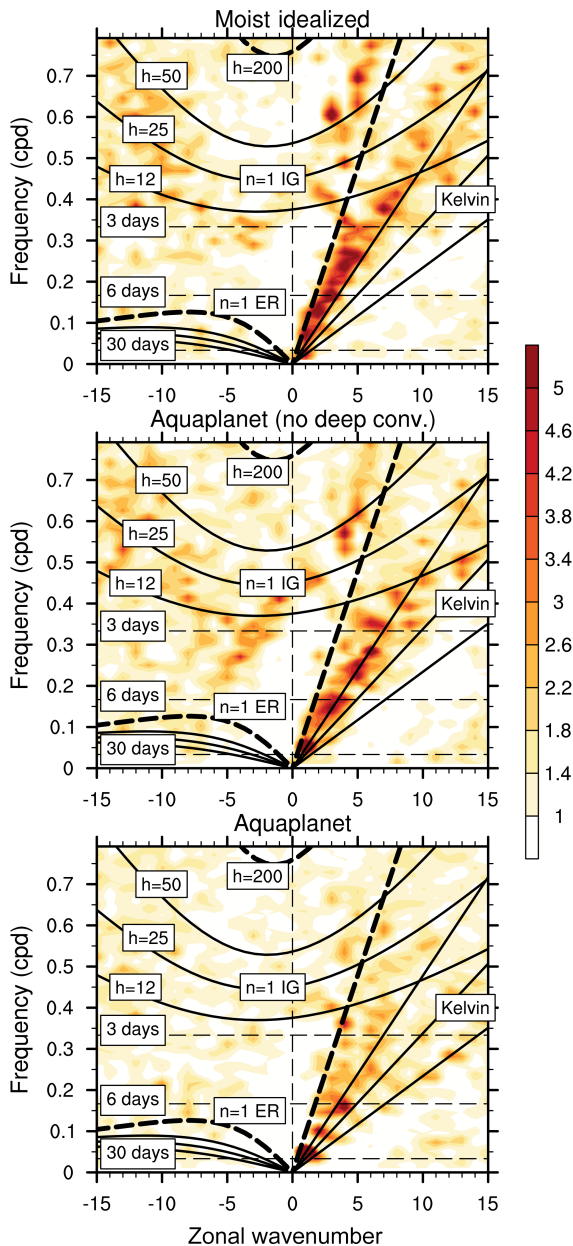 Moist idealized
Frequency (cpd)
0.7
0.6
0.5
0.4
0.3
0.2
0.1
0
h=50
h=200
h=25
h=12
n=1 IG
Kelvin
3 days
6 days
n=1 ER
30 days
-15 -10 -5 0 5 10 15
Aquaplanet (no deep conv.)
Frequency (cpd)
0.7
0.6
0.5
0.4
0.3
0.2
0.1
0
h=50
h=200
h=25
h=12
n=1 IG
Kelvin
3 days
6 days
n=1 ER
30 days
-15 -10 -5 0 5 10 15
Aquaplanet
Frequency (cpd)
0.7
0.6
0.5
0.4
0.3
0.2
0.1
0
h=50
h=200
h=25
h=12
n=1 IG
Kelvin
3 days
6 days
n=1 ER
30 days
-15 -10 -5 0 5 10 15
Zonal wavenumber
5
4.6
4.2
3.8
3.4
3
2.6
2.2
1.8
1.4
1